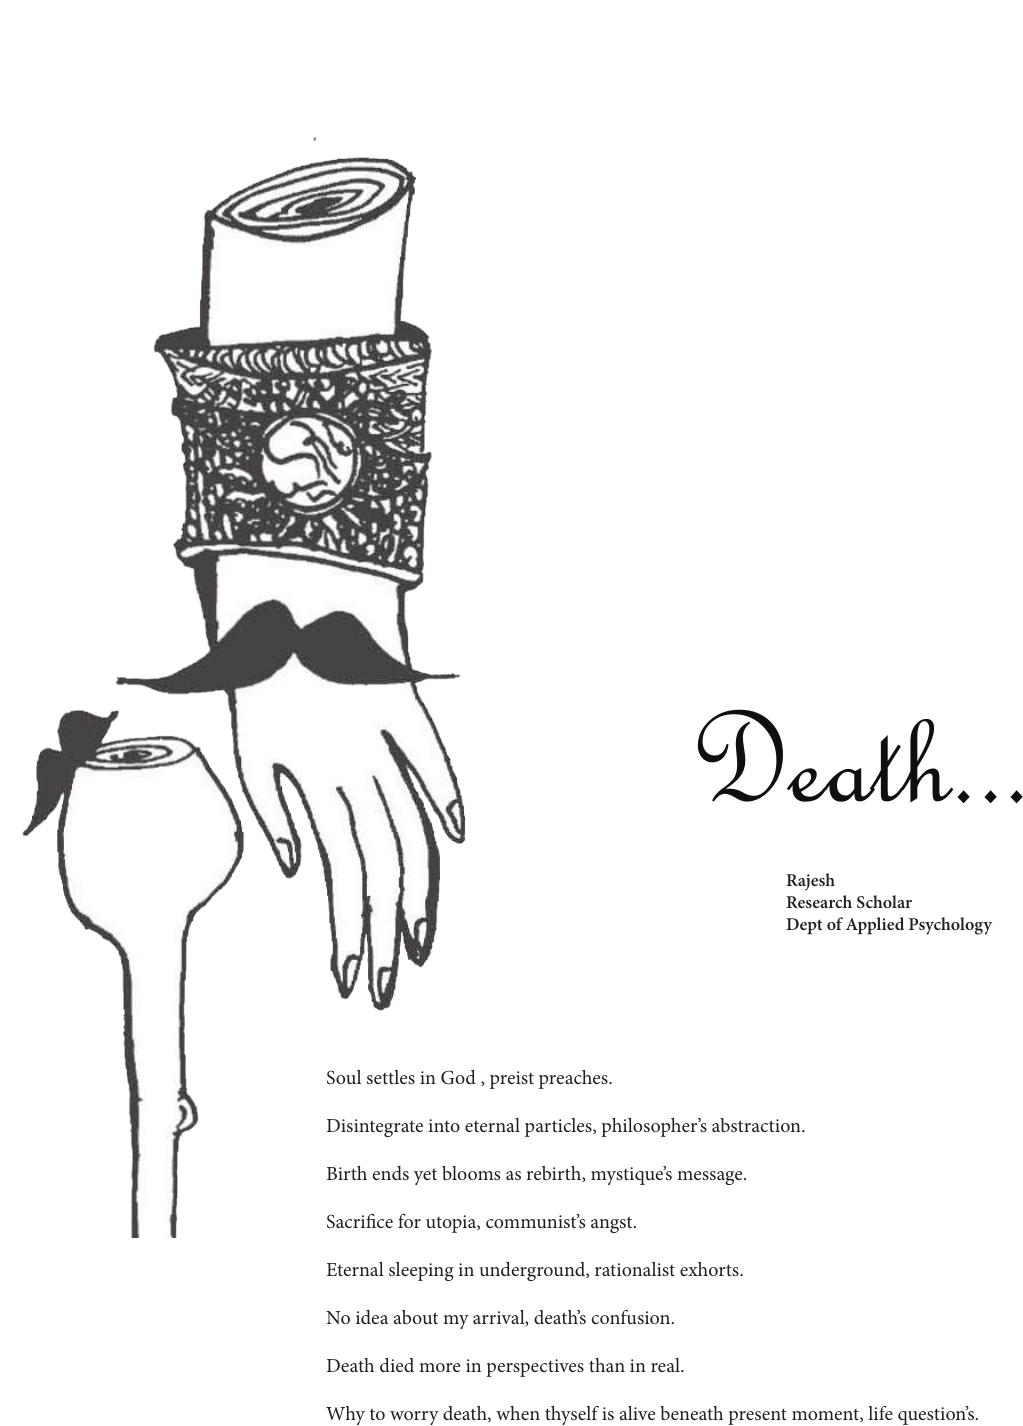 Death...
Rajesh
Research Scholar
Dept of Applied Psychology
Soul settles in God , preist preaches.
Disintegrate into eternal particles, philosopher’s abstraction.
Birth ends yet blooms as rebirth, mystique’s message.
Sacrifice for utopia, communist’s angst.
Eternal sleeping in underground, rationalist exhorts.
No idea about my arrival, death’s confusion.
Death died more in perspectives than in real.
Why to worry death, when thyself is alive beneath present moment, life question’s.